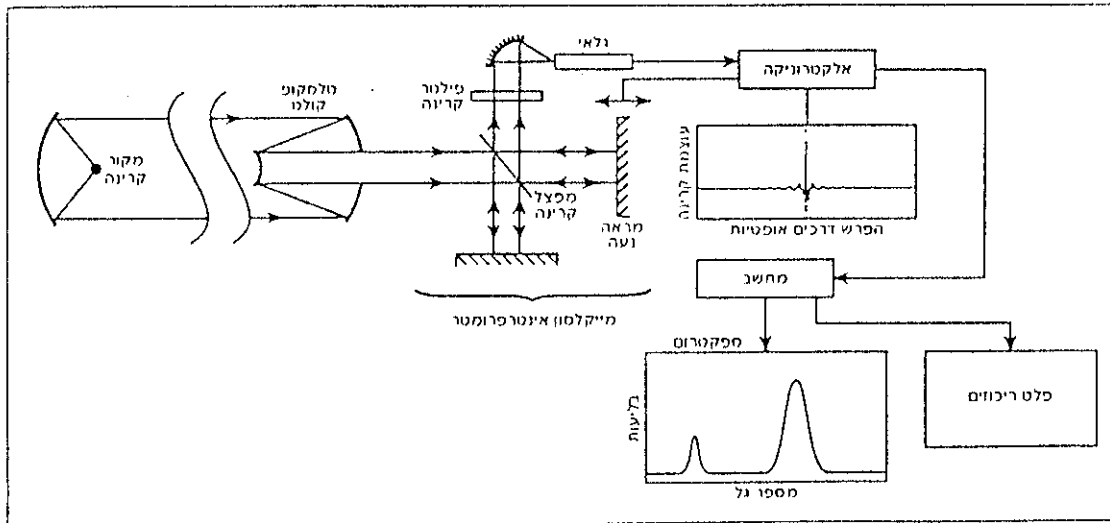 גלאי
אלקטרוניקה
פילטר
קרינה
טלסקופ
קולט
מקור
קרינה
מפצל
קרינה
מראה
נעה
עוצמת קרינה
הפרש דרכים אופטיות
מייקלסון אינטרפרומטר
מחשב
ספקטרום
בליעות
מספר גל
פלט ריכוזים